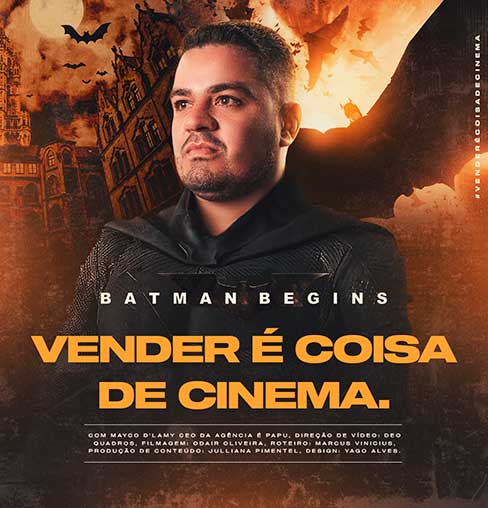 #VENDERÉCOISADECINEMA
BATMAN BEGINS
VENDER É COISA
DE CINEMA.
COM MAYCO D'LAMY CEO DA AGÊNCIA É PAPU, DIREÇÃO DE VÍDEO: DEO
QUADROS, FILMAGEM: ODAIR OLIVEIRA, ROTEIRO: MARCUS VINICIUS,
PRODUÇÃO DE CONTEÚDO: JULLIANA PIMENTEL, DESIGN: YAGO ALVES.